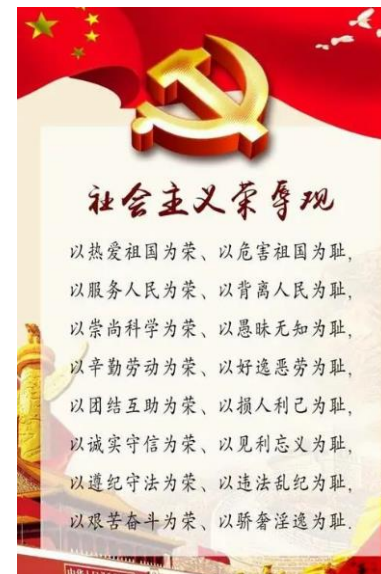 社会主义荣辱观
以热爱祖国为荣、以危害祖国为耻,
以服务人民为荣、以背离人民为耻,
以崇尚科学为荣、以愚昧无知为耻,
以辛勤劳动为荣、以好逸恶劳为耻,
以团结互助为荣、以损人利己为耻,
以诚实守信为荣、以见利忘义为耻,
以遵纪守法为荣、以违法乱纪为耻,
以艰苦奋斗为荣、以骄奢淫逸为耻.